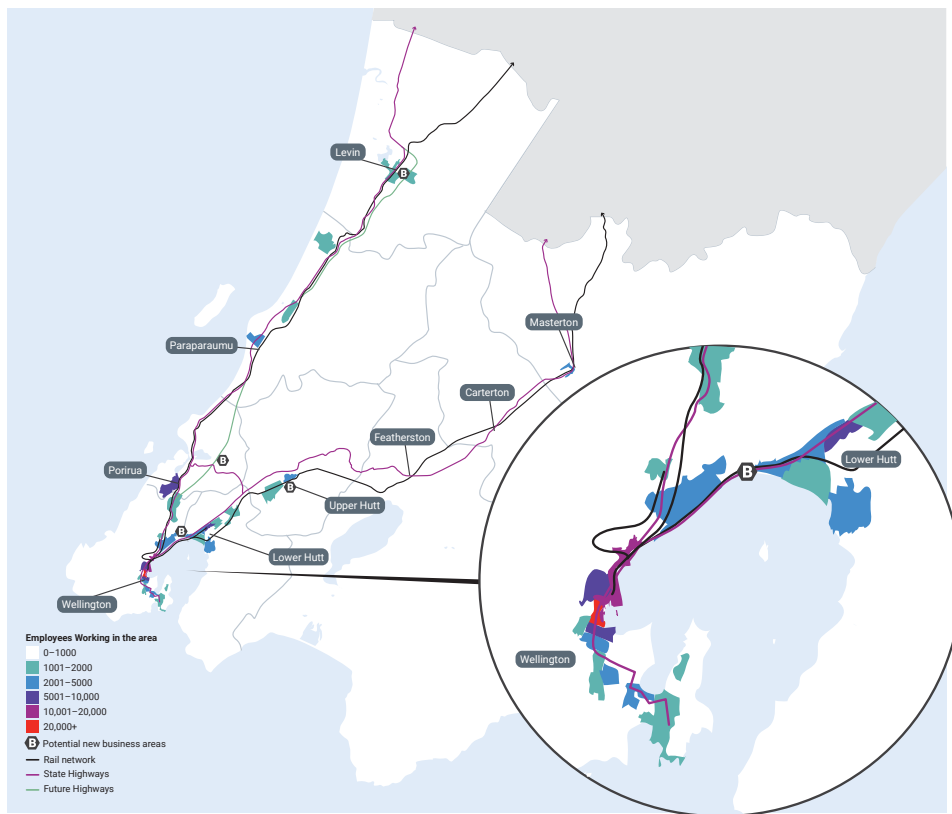 Levin
B
Masterton
Paraparaumu
Carterton
Featherston
B
Porirua
B
Upper Hutt
B
Lower Hutt
Wellington
B
Lower Hutt
Wellington
Employees Working in the area
0–1000
1001–2000
2001–5000
5001–10,000
10,001–20,000
20,000+
B Potential new business areas
Rail network
State Highways
Future Highways